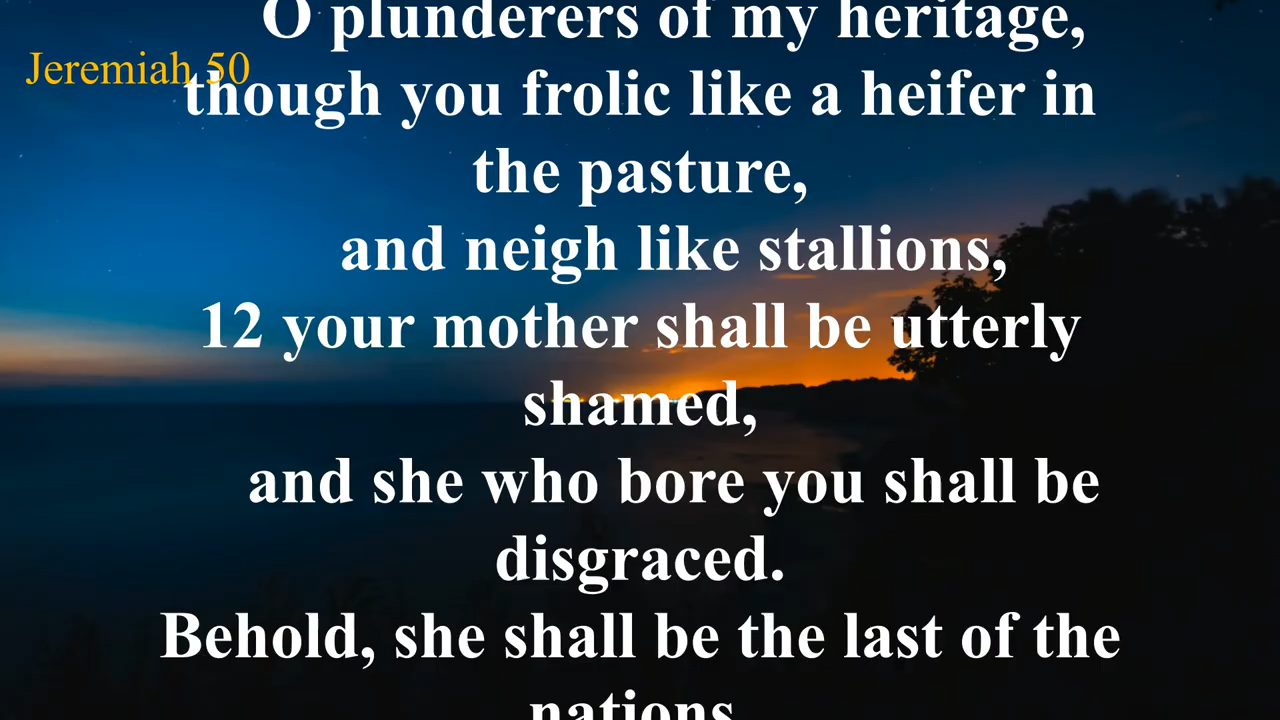 O plunderers of my heritage,
Jeremiah 50
though you frolic like a heifer in
the pasture,
and neigh like stallions,
12 your mother shall be utterly
shamed,
and she who bore you shall be
disgraced.
Behold, she shall be the last of the
nations